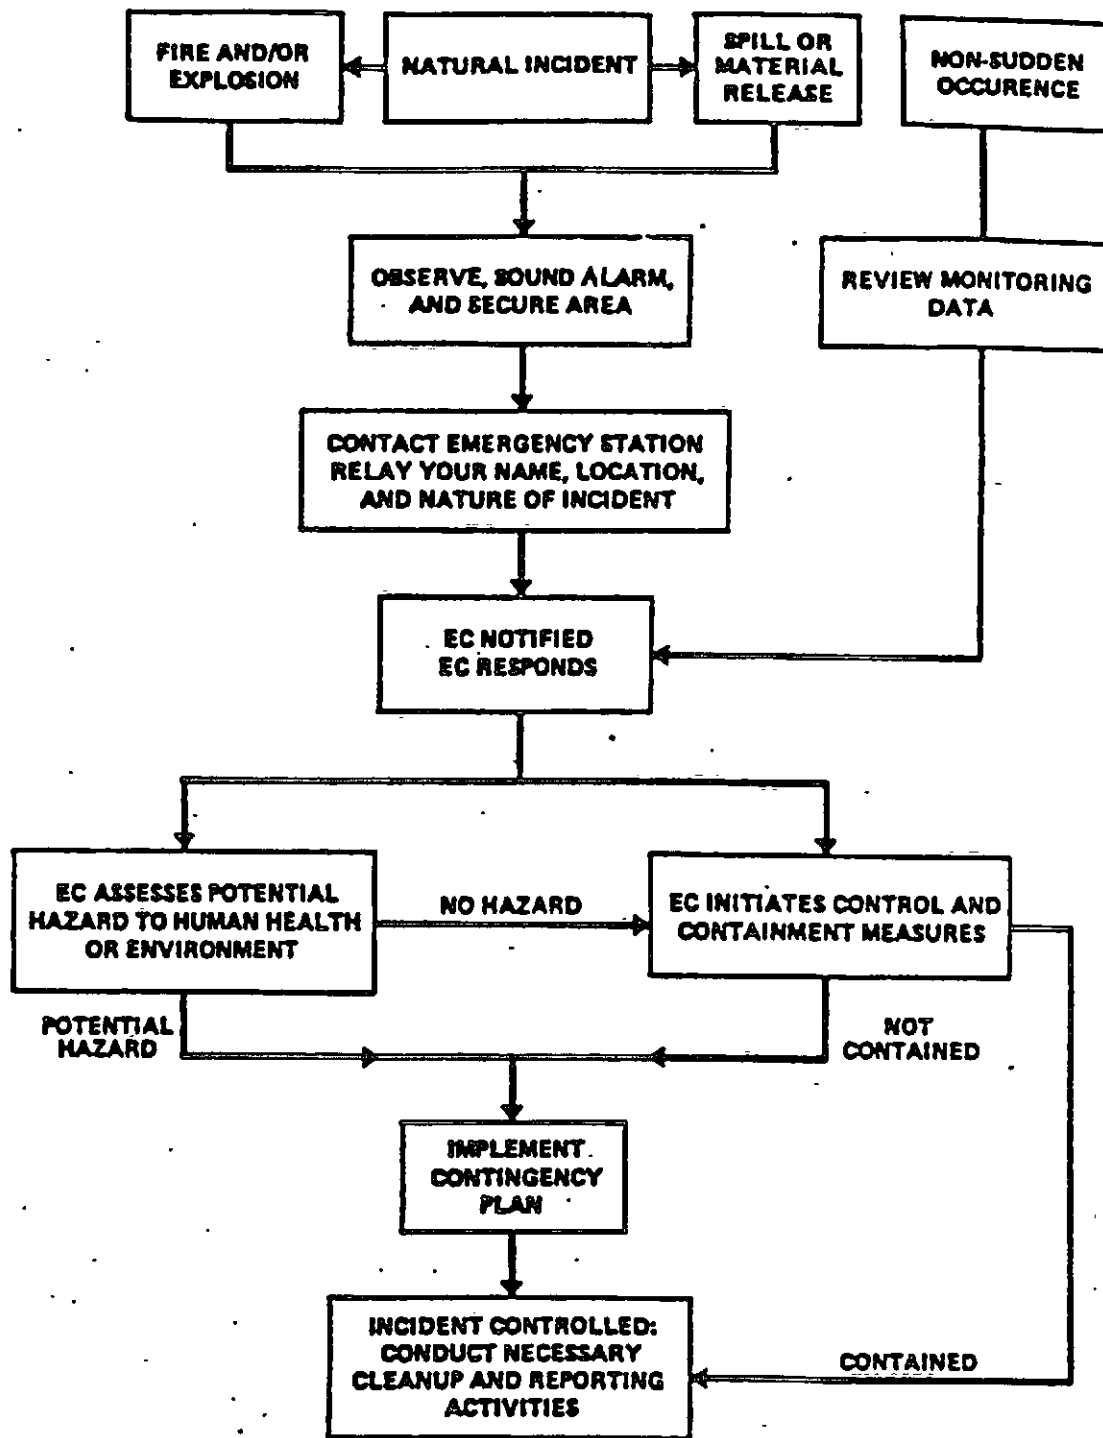 FIRE AND/OR
EXPLOSION
NATURAL INCIDENT
SPILL OR
MATERIAL
RELEASE
NON-SUDDEN
OCCURENCE
OBSERVE, SOUND ALARM,
AND SECURE AREA
REVIEW MONITORING
DATA
CONTACT EMERGENCY STATION
RELAY YOUR NAME, LOCATION,
AND NATURE OF INCIDENT
EC NOTIFIED
EC RESPONDS
EC ASSESSES POTENTIAL
HAZARD TO HUMAN HEALTH
OR ENVIRONMENT
NO HAZARD
EC INITIATES CONTROL AND
CONTAINMENT MEASURES
POTENTIAL
HAZARD
NOT
CONTAINED
IMPLEMENT
CONTINGENCY
PLAN
INCIDENT CONTROLLED:
CONDUCT NECESSARY
CLEANUP AND REPORTING
ACTIVITIES
CONTAINED